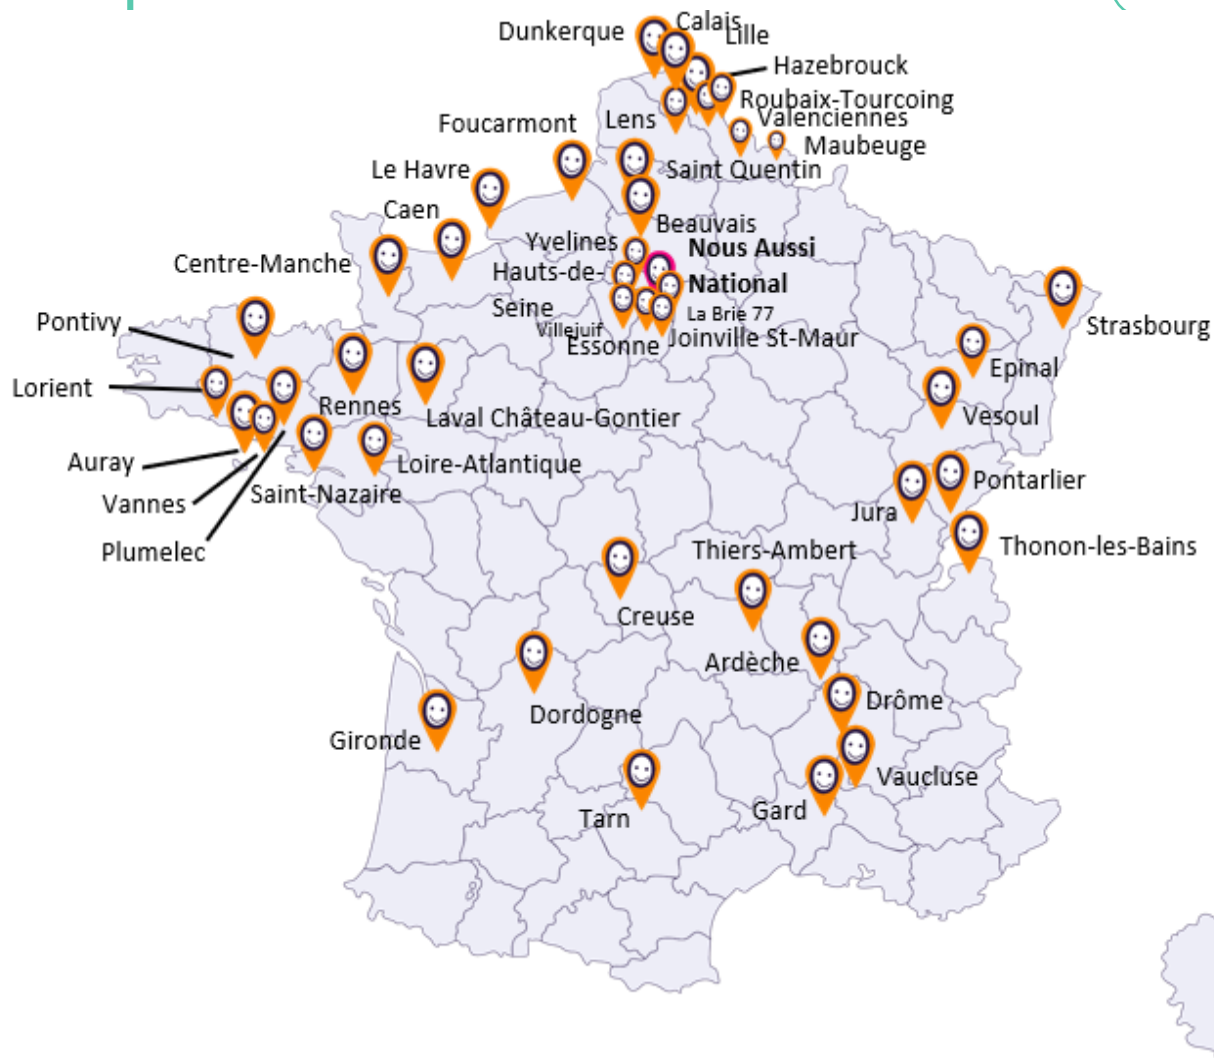 Calais
Dunkerque
Lille
Hazebrouck
Roubaix-Tourcoing
Lens
Valenciennes
Foucarmont
Maubeuge
Le Havre
Saint Quentin
Caen
Beauvais
Yvelines
Nous Aussi
National
Centre-Manche
Hauts-de-
Seine
La Brie 77
Pontivy
Villejuif
Essonne
Joinville St-Maur
Strasbourg
Epinal
Lorient
Rennes
Laval Château-Gontier
Vesoul
Auray
Loire-Atlantique
Pontarlier
Vannes
Saint-Nazaire
Jura
Plumelec
Thiers-Ambert
Thonon-les-Bains
Creuse
Ardèche
Drôme
Dordogne
Gironde
Vaucluse
Gard
Tarn